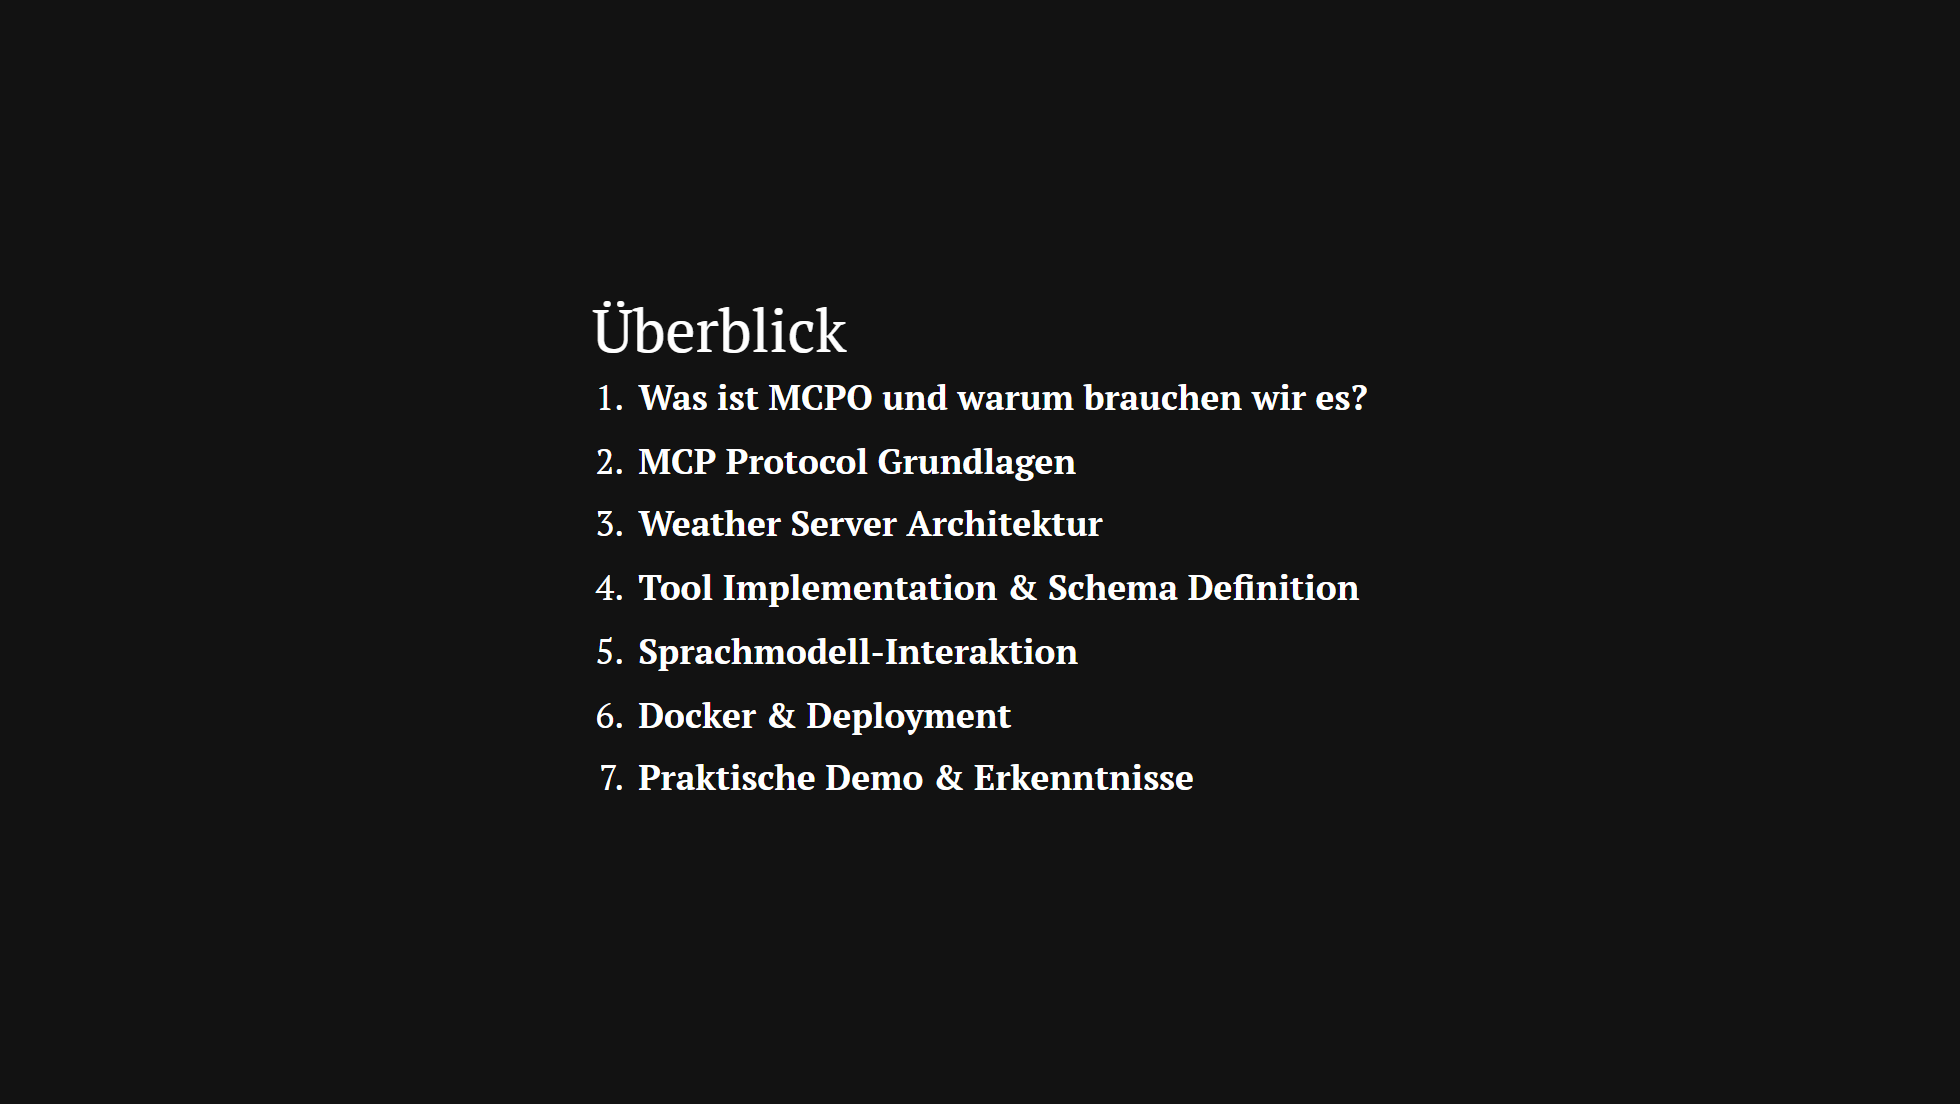 Überblick
1. Was ist MCPO und warum brauchen wir es?
2. MCP Protocol Grundlagen
3. Weather Server Architektur
4. Tool Implementation & Schema Definition
5. Sprachmodell-Interaktion
6. Docker & Deployment
7. Praktische Demo & Erkenntnisse